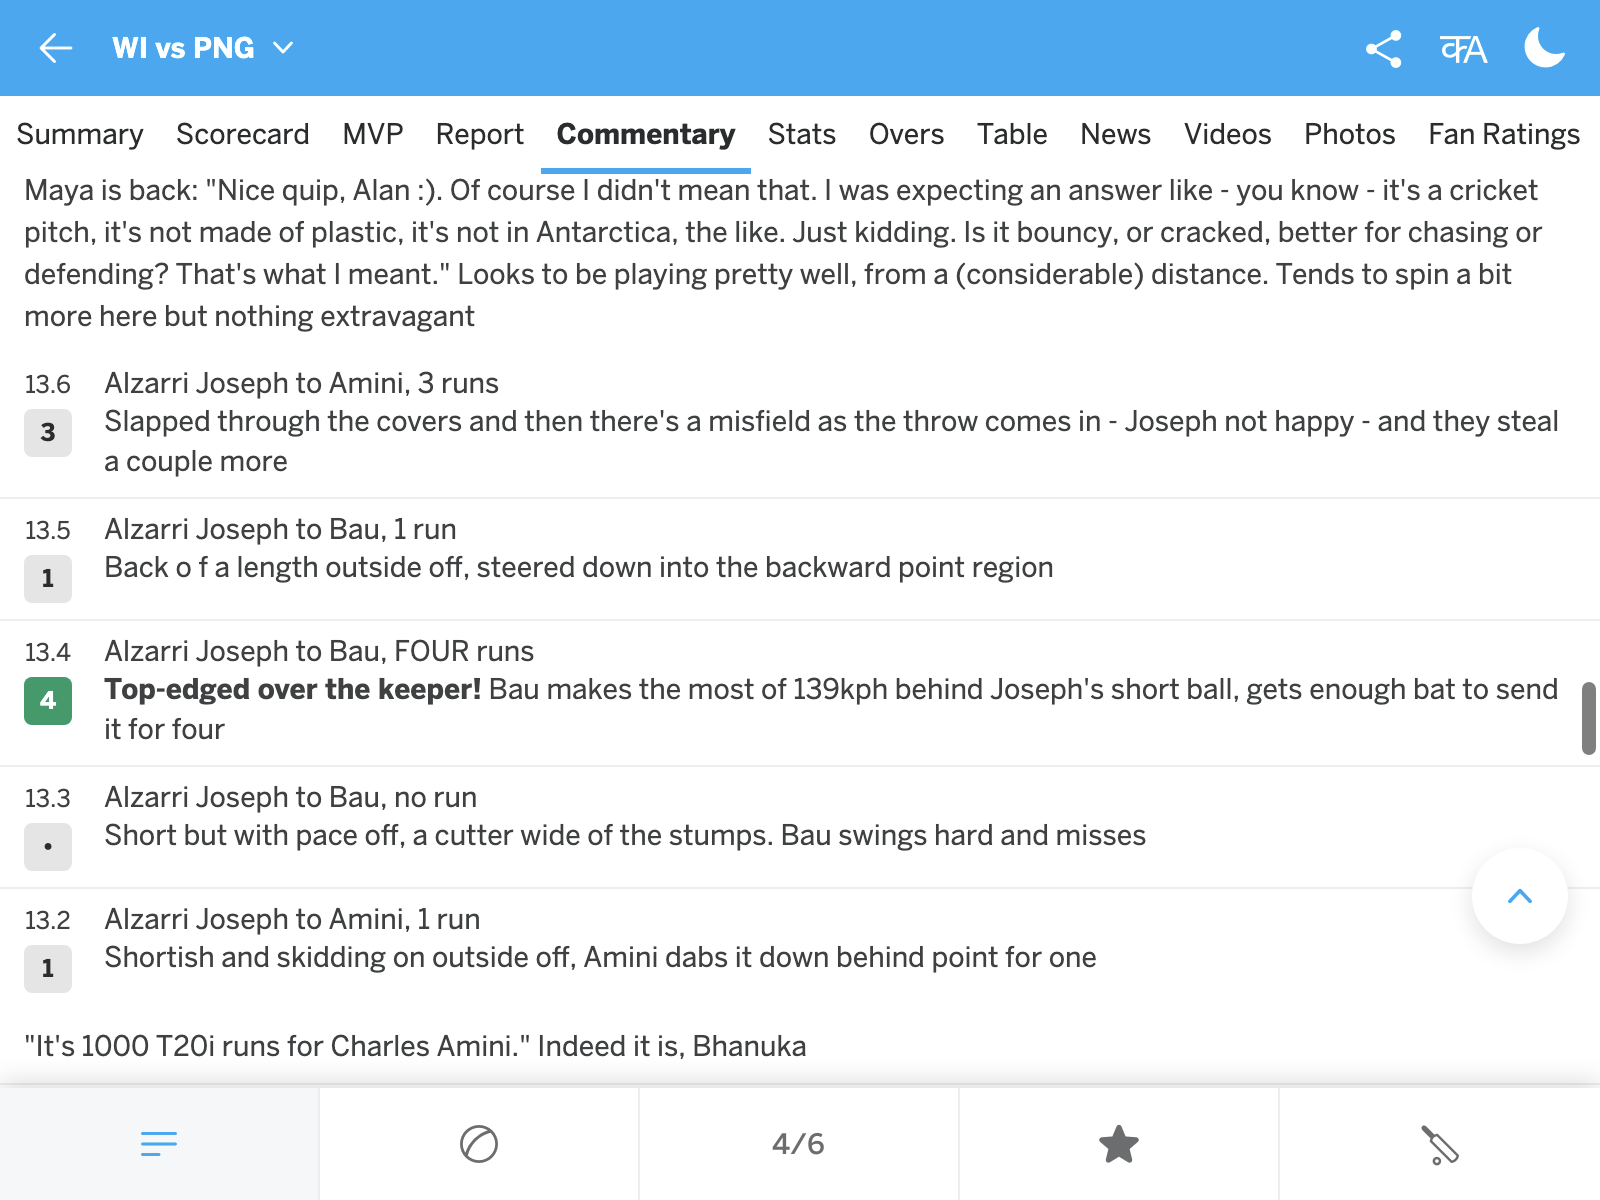 WI vs PNG
काA
Summary Scorecard MVP Report Commentary Stats Overs Table News Videos Photos Fan Ratings
Maya is back: "Nice quip, Alan :). Of course I didn't mean that. I was expecting an answer like - you know - it's a cricket
pitch, it's not made of plastic, it's not in Antarctica, the like. Just kidding. Is it bouncy, or cracked, better for chasing or
defending? That's what I meant." Looks to be playing pretty well, from a (considerable) distance. Tends to spin a bit
more here but nothing extravagant
13.6 Alzarri Joseph to Amini, 3 runs
3 Slapped through the covers and then there's a misfield as the throw comes in - Joseph not happy - and they steal
a couple more
13.5 Alzarri Joseph to Bau, 1 run
1 Back o f a length outside off, steered down into the backward point region
13.4 Alzarri Joseph to Bau, FOUR runs
4 Top-edged over the keeper! Bau makes the most of 139kph behind Joseph's short ball, gets enough bat to send
it for four
13.3 Alzarri Joseph to Bau, no run
• Short but with pace off, a cutter wide of the stumps. Bau swings hard and misses
13.2 Alzarri Joseph to Amini, 1 run
1 Shortish and skidding on outside off, Amini dabs it down behind point for one
"It's 1000 T20i runs for Charles Amini." Indeed it is, Bhanuka
4/6